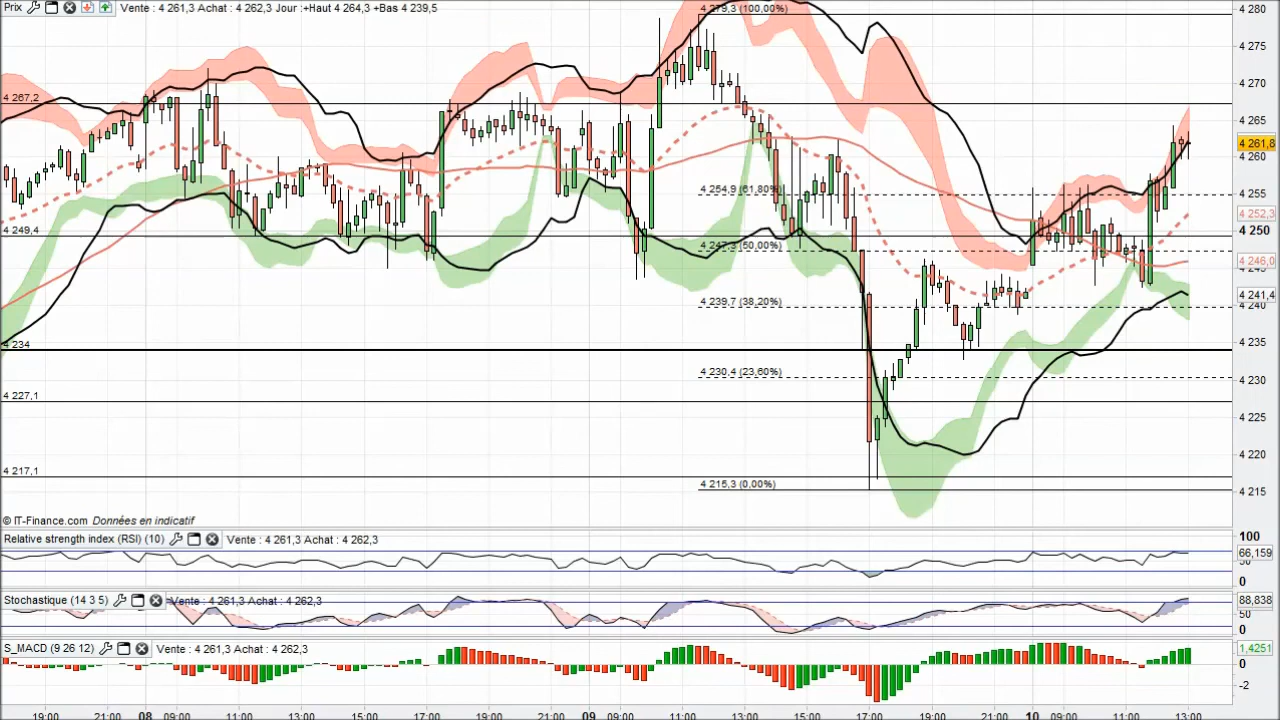 Prix Vente : 4 261,3 Achat : 4 262,3 Jour :+Haut 4 264,3 +Bas 4 239,5
4 279,3 (100,00%)
4 267,2
4 254,9 (61,80%)
4 249,4
4 247,3 (50,00%)
4 239,7 (38,20%)
4 234
4 230,4 (23,60%)
4 227,1
4 217,1
4 215,3 (0,00%)
4 280
4 275
4 270
4 265
4 261,8
4 260
4 255
4 252,3
4 250
4 246,0
4 241,4
4 240
4 235
4 230
4 225
4 220
4 215
© IT-Finance.com Données en indicatif
Relative strength index (RSI) (10) Vente : 4 261,3 Achat : 4 262,3
100
66,159
50
0
Stochastique (14 3 5) Vente : 4 261,3 Achat : 4 262,3
88,838
50
0
S_MACD (9 26 12) Vente : 4 261,3 Achat : 4 262,3
1,4251
0
-2
19:00 21:00 08 09:00 11:00 13:00 15:00 17:00 19:00 21:00 09 09:00 11:00 13:00 15:00 17:00 19:00 21:00 10 09:00 11:00 13:00